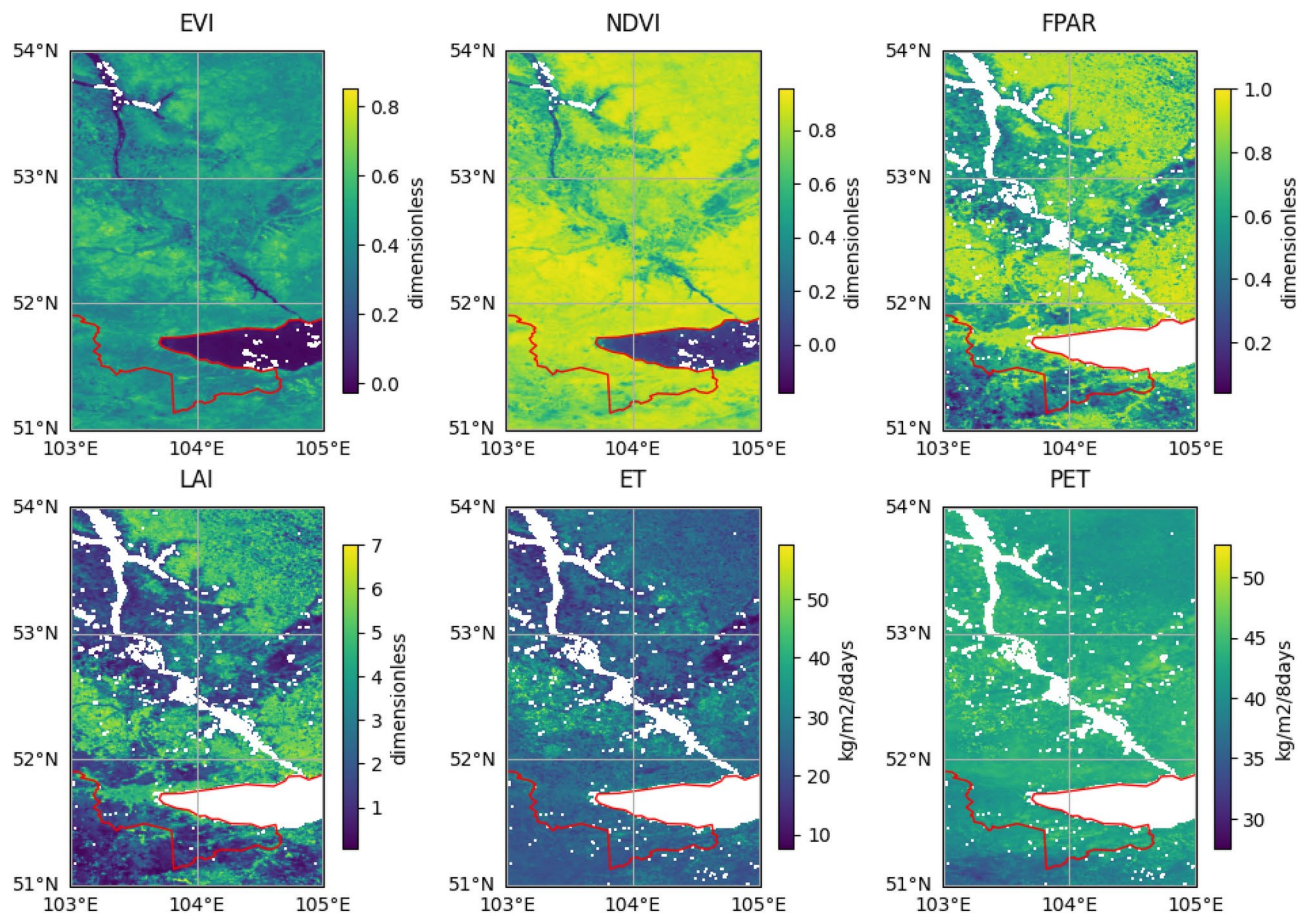 EVI
54°N
53°N
52°N
51°N
103°E 104°E 105°E
0.8
0.6
0.4
0.2
0.0
dimensionless
NDVI
54°N
53°N
52°N
51°N
103°E 104°E 105°E
0.8
0.6
0.4
0.2
0.0
dimensionless
FPAR
54°N
53°N
52°N
51°N
103°E 104°E 105°E
1.0
0.8
0.6
0.4
0.2
dimensionless
LAI
54°N
53°N
52°N
51°N
103°E 104°E 105°E
7
6
5
4
3
2
1
dimensionless
ET
54°N
53°N
52°N
51°N
103°E 104°E 105°E
50
40
30
20
10
kg/m2/8days
PET
54°N
53°N
52°N
51°N
103°E 104°E 105°E
50
45
40
35
30
kg/m2/8days